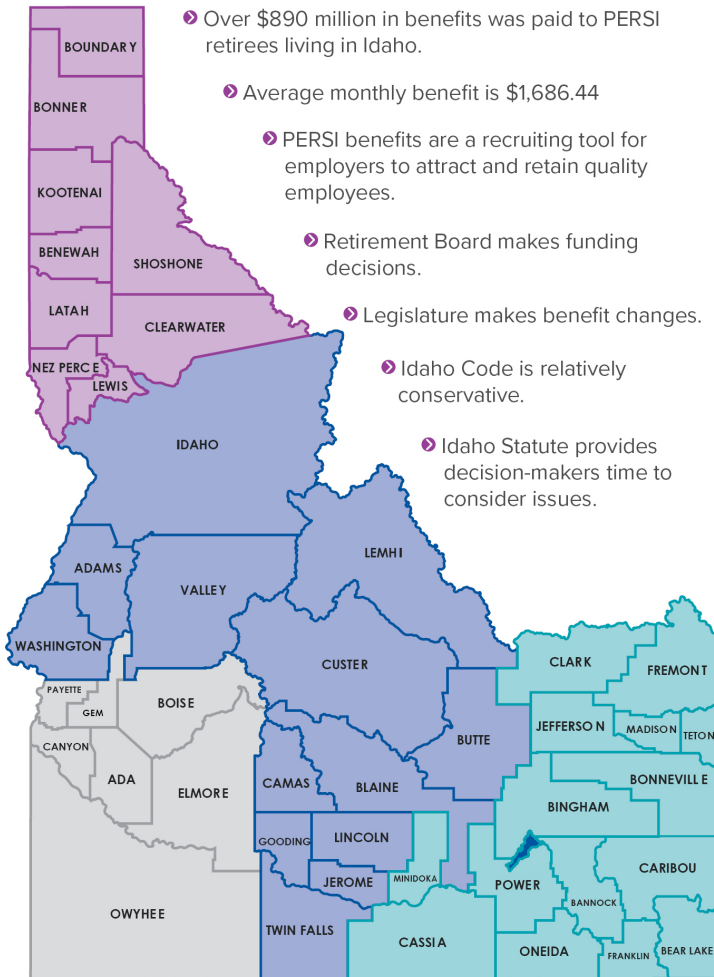 Over $890 million in benefits was paid to PERSI
retirees living in Idaho.
Average monthly benefit is $1,686.44
PERSI benefits are a recruiting tool for
employers to attract and retain quality
employees.
Retirement Board makes funding
decisions.
Legislature makes benefit changes.
Idaho Code is relatively
conservative.
Idaho Statute provides
decision-makers time to
consider issues.
BOUNDARY
BONNER
KOOTENAI
BENEWAH
SHOSHONE
LATAH
CLEARWATER
NEZ PERCE
LEWIS
IDAHO
LEMHI
ADAMS
VALLEY
WASHINGTON
CUSTER
CLARK
FREMONT
PAYETTE
GEM
BOISE
JEFFERSON
MADISON
TETON
CANYON
BUTTE
ADA
ELMORE
CAMAS
BLAINE
BONNEVILLE
BINGHAM
GOODING
LINCOLN
JEROME
MINIDOKA
POWER
CARIBOU
BANNOCK
OWYHEE
TWIN FALLS
CASSIA
ONEIDA
FRANKLIN
BEAR LAKE